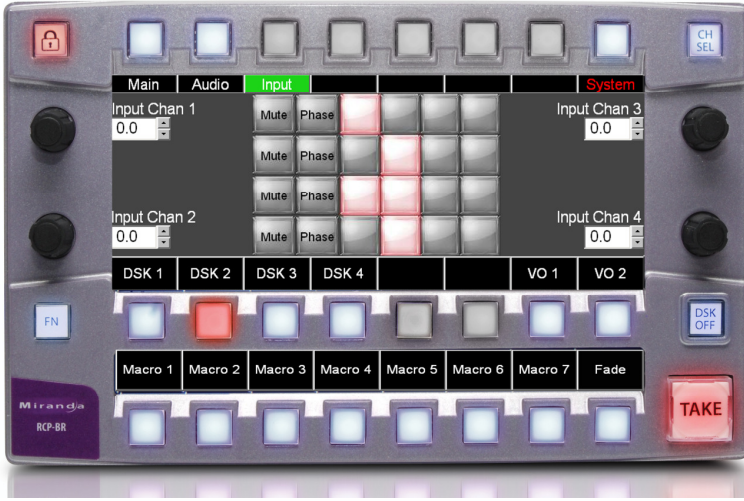 CH
SEL
Main Audio Input System
Input Chan 1
0.0
Mute Phase
Input Chan 3
0.0
Mute Phase
Mute Phase
Input Chan 2
0.0
Mute Phase
Input Chan 4
0.0
DSK 1 DSK 2 DSK 3 DSK 4 VO 1 VO 2
FN
DSK
OFF
Macro 1 Macro 2 Macro 3 Macro 4 Macro 5 Macro 6 Macro 7 Fade
Miranda
RCP-BR
TAKE